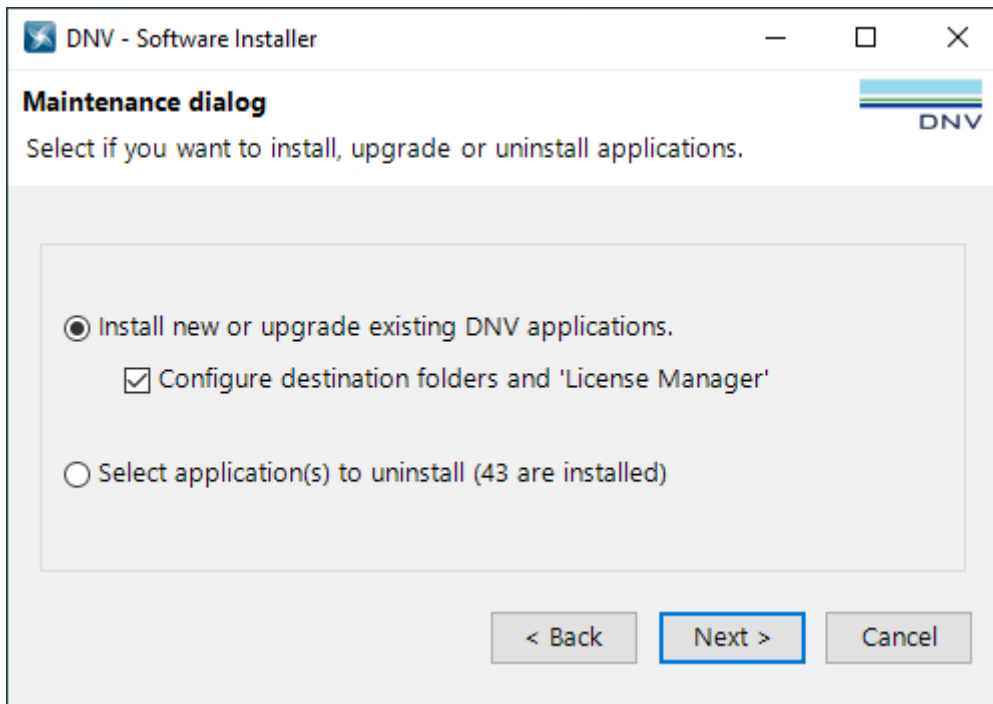 DNV - Software Installer
Maintenance dialog
DNV
Select if you want to install, upgrade or uninstall applications.
Install new or upgrade existing DNV applications.
Configure destination folders and 'License Manager'
Select application(s) to uninstall (43 are installed)
< Back Next > Cancel